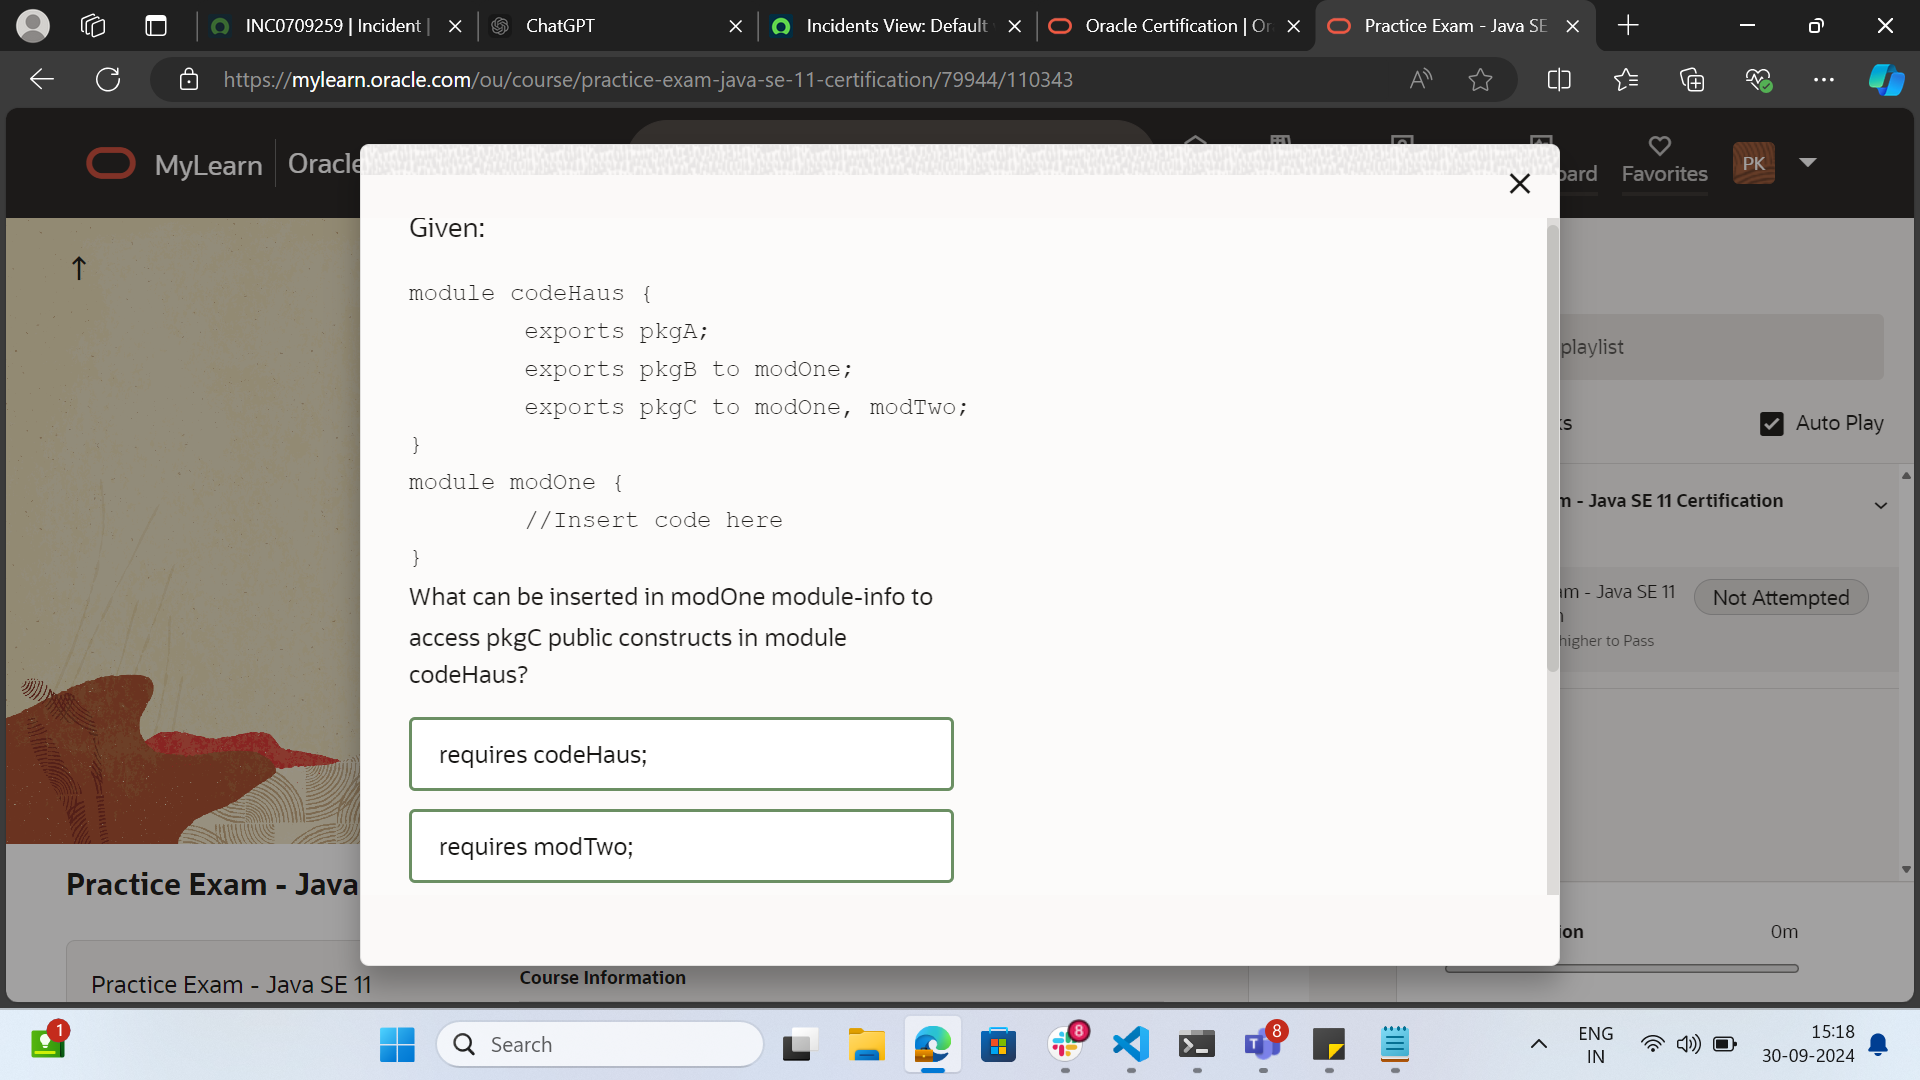 INC0709259 | Incident |
ChatGPT
Incidents View: Default
Oracle Certification | Or
Practice Exam - Java SE
https://mylearn.oracle.com/ou/course/practice-exam-java-se-11-certification/79944/110343
MyLearn
Oracle
Favorites
PK
Given:
module codeHaus {
exports pkgA;
exports pkgB to modOne;
exports pkgC to modOne, modTwo;
}
module modOne {
//Insert code here
}
What can be inserted in modOne module-info to
access pkgC public constructs in module
codeHaus?
requires codeHaus;
requires modTwo;
playlist
Auto Play
- Java SE 11 Certification
- Java SE 11
Not Attempted
higher to Pass
0m
Practice Exam - Java
Practice Exam - Java SE 11
Course Information
1
Search
8
8
ENG
IN
15:18
30-09-2024